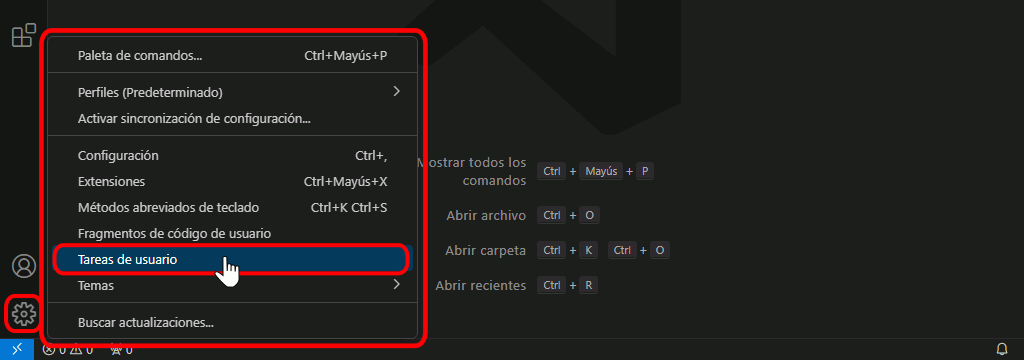 Paleta de comandos... Ctrl+Mayús+P
Perfiles (Predeterminado)
Activar sincronización de configuración...
Configuración Ctrl+,
Extensiones Ctrl+Mayús+X
Métodos abreviados de teclado Ctrl+K Ctrl+S
Fragmentos de código de usuario
Tareas de usuario
Temas
Buscar actualizaciones...
Mostrar todos los
comandos
Ctrl + Mayús + P
Abrir archivo Ctrl + O
Abrir carpeta Ctrl + K Ctrl + O
Abrir recientes Ctrl + R
0 0 0